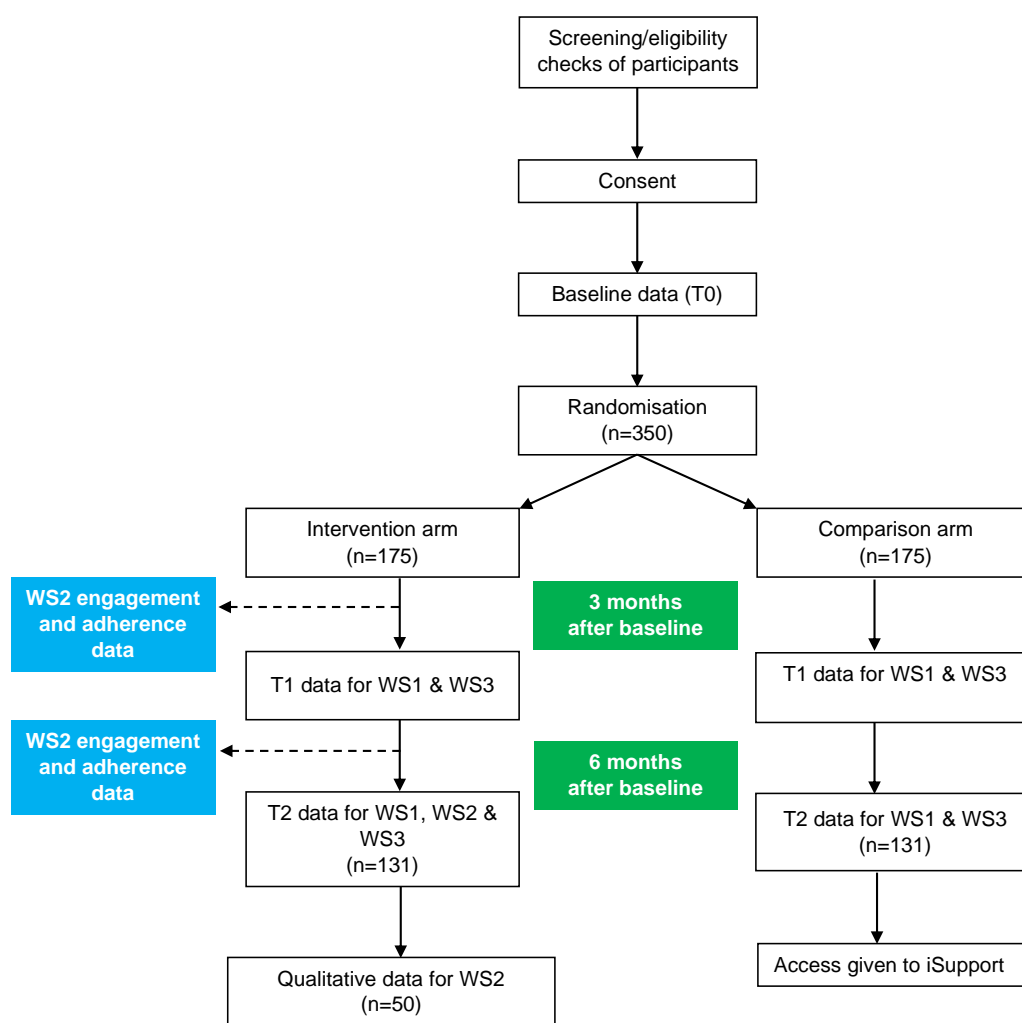 Screening/eligibility
checks of participants
Consent
Baseline data (T0)
Randomisation
(n=350)
Intervention arm
(n=175)
Comparison arm
(n=175)
WS2 engagement
and adherence
data
3 months
after baseline
T1 data for WS1 & WS3
T1 data for WS1 & WS3
WS2 engagement
and adherence
data
6 months
after baseline
T2 data for WS1, WS2 &
WS3
(n=131)
T2 data for WS1 & WS3
(n=131)
Qualitative data for WS2
(n=50)
Access given to iSupport